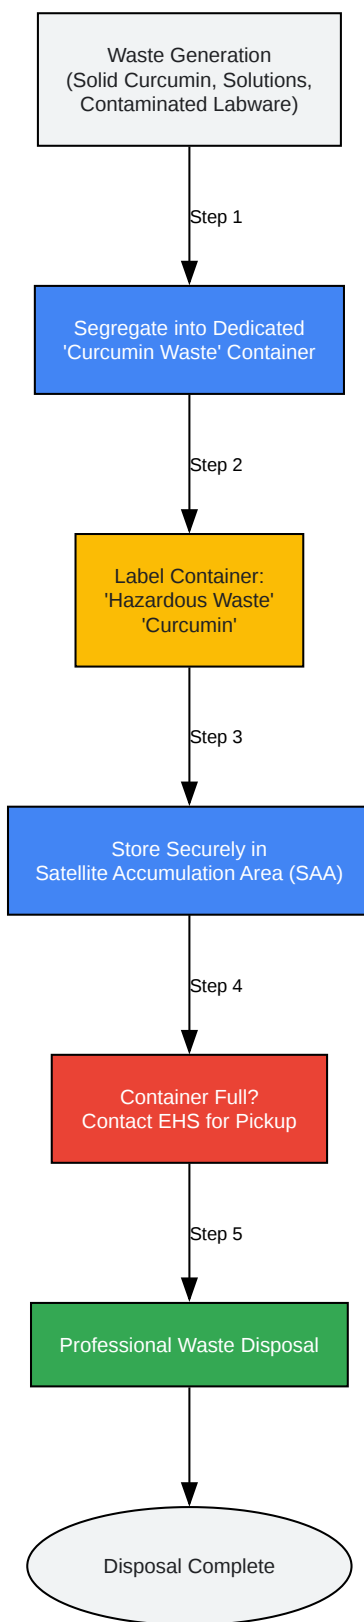 Waste Generation
(Solid Curcumin, Solutions,
Contaminated Labware)
Step 1
Segregate into Dedicated
'Curcumin Waste' Container
Step 2
Label Container:
'Hazardous Waste'
'Curcumin'
Step 3
Store Securely in
Satellite Accumulation Area (SAA)
Step 4
Container Full?
Contact EHS for Pickup
Step 5
Professional Waste Disposal
Disposal Complete